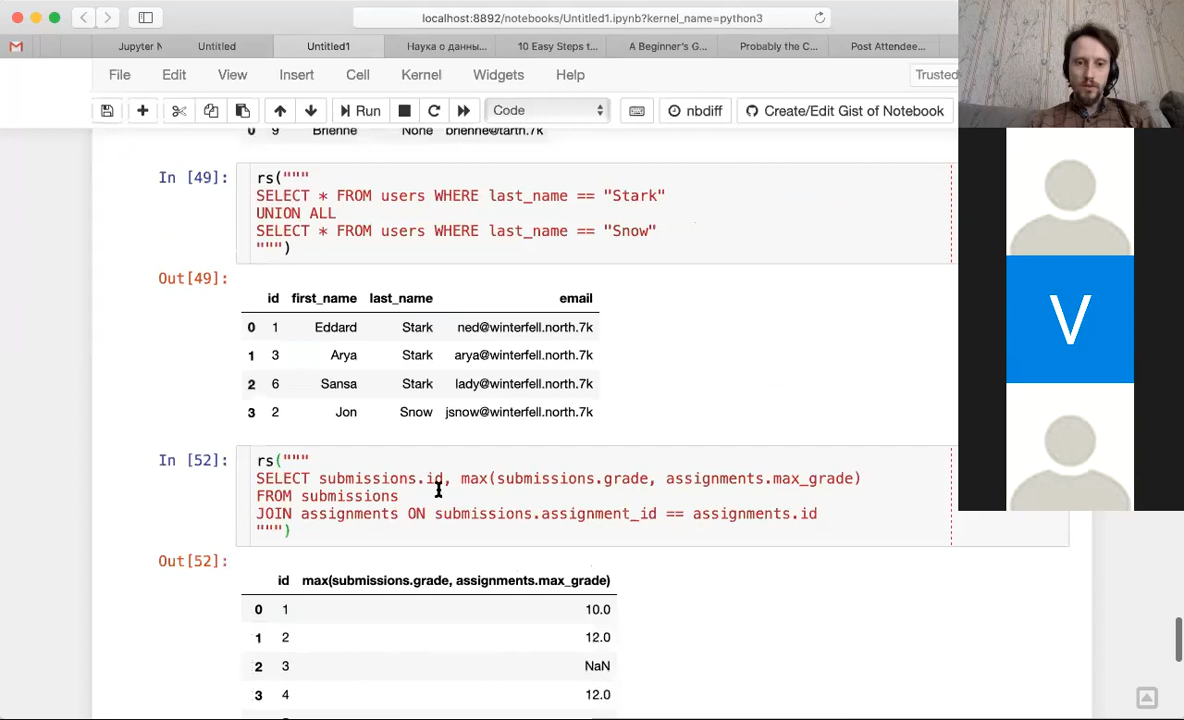 localhost:8892/notebooks/Untitled1.ipynb?kernel_name=python3
Jupyter N
Untitled
Untitled1
Наука о данны...
10 Easy Steps t...
A Beginner's G...
Probably the C...
Post Attendee...
File Edit View Insert Cell Kernel Widgets Help
Trusted
Run
Code
nbdiff
Create/Edit Gist of Notebook
0 9 Brienne None brienne@tarth.7k
In [49]:
rs("""
SELECT * FROM users WHERE last_name == "Stark"
UNION ALL
SELECT * FROM users WHERE last_name == "Snow"
""")
Out[49]:
id first_name last_name email
0 1 Eddard Stark ned@winterfell.north.7k
1 3 Arya Stark arya@winterfell.north.7k
2 6 Sansa Stark lady@winterfell.north.7k
3 2 Jon Snow jsnow@winterfell.north.7k
In [52]:
rs("""
SELECT submissions.id, max(submissions.grade, assignments.max_grade)
FROM submissions
JOIN assignments ON submissions.assignment_id == assignments.id
""")
Out[52]:
id max(submissions.grade, assignments.max_grade)
0 1 10.0
1 2 12.0
2 3 NaN
3 4 12.0
V